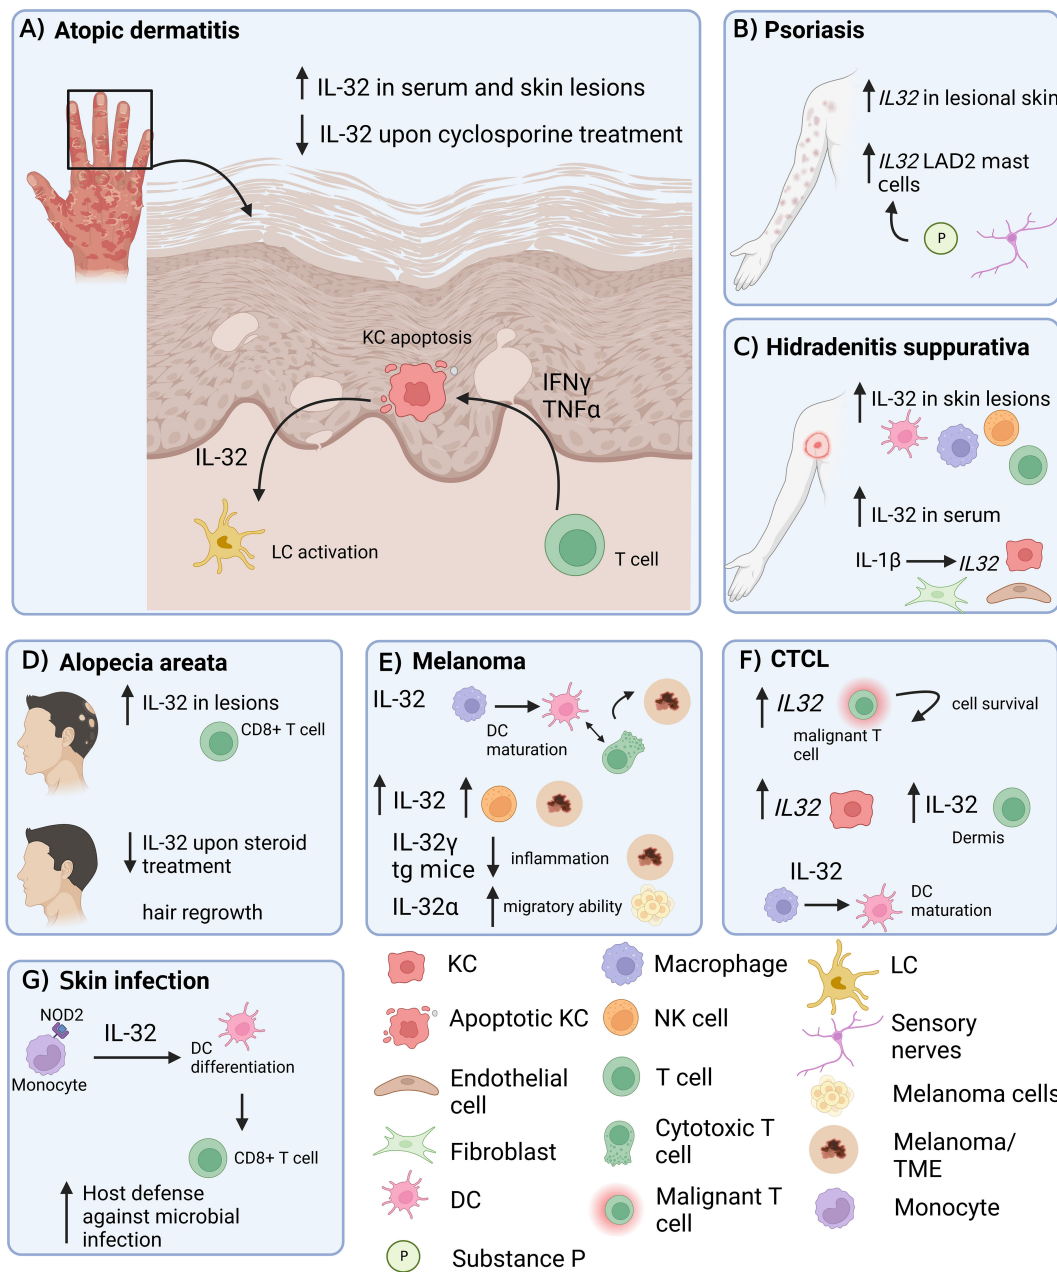 A) Atopic dermatitis
IL-32 in serum and skin lesions
IL-32 upon cyclosporine treatment
KC apoptosis
IFNγ
TNFα
IL-32
LC activation
T cell
B) Psoriasis
IL32 in lesional skin
IL32 LAD2 mast
cells
P
C) Hidradenitis suppurativa
IL-32 in skin lesions
IL-32 in serum
IL-1β
IL32
D) Alopecia areata
IL-32 in lesions
CD8+ T cell
IL-32 upon steroid
treatment
hair regrowth
E) Melanoma
IL-32
DC
maturation
IL-32
IL-32γ
tg mice
inflammation
IL-32α
migratory ability
F) CTCL
IL32
cell survival
malignant T
cell
IL32
IL-32
Dermis
IL-32
DC
maturation
G) Skin infection
NOD2
IL-32
Monocyte
DC
differentiation
CD8+ T cell
Host defense
against microbial
infection
KC
Apoptotic KC
Endothelial
cell
Fibroblast
DC
P
Substance P
Macrophage
NK cell
T cell
Cytotoxic T
cell
Malignant T
cell
LC
Sensory
nerves
Melanoma cells
Melanoma/
TME
Monocyte